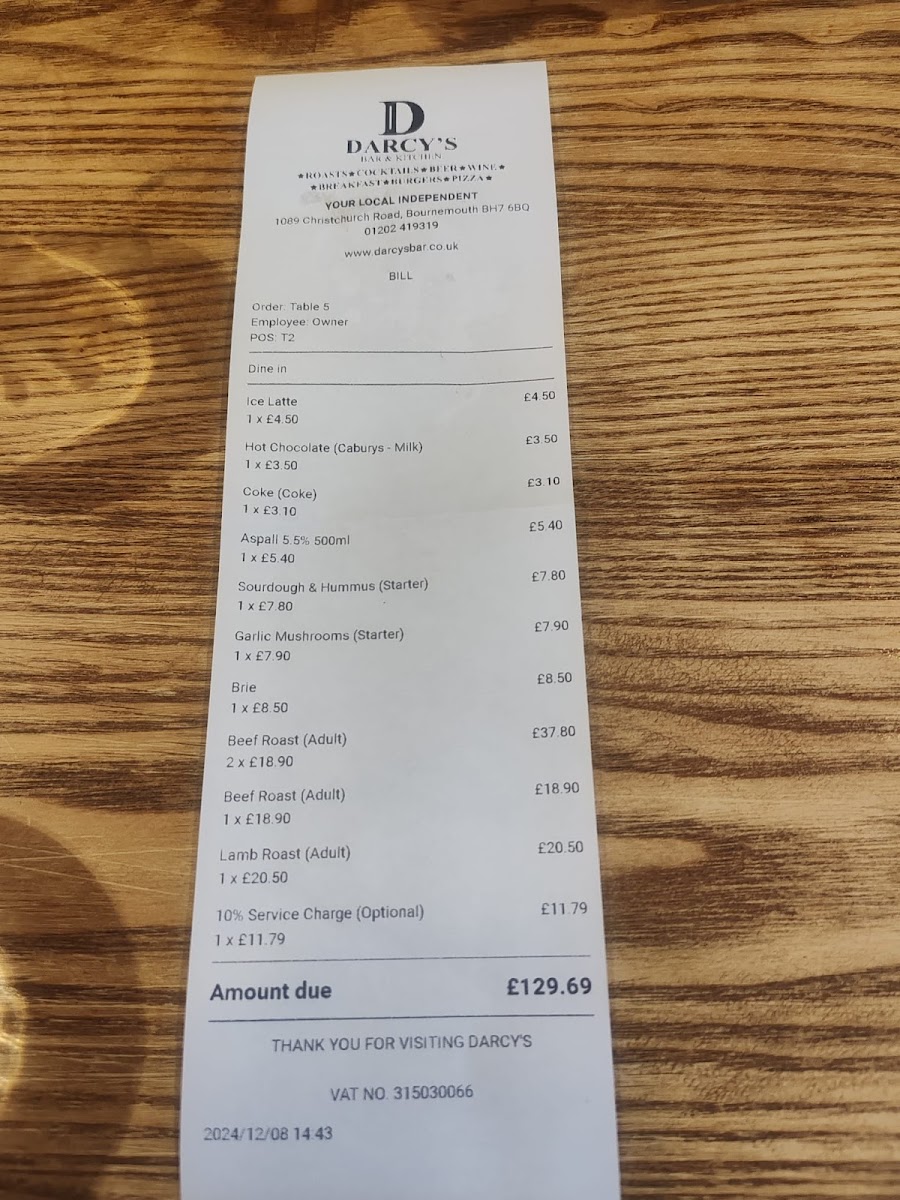 D
DARCY'S
BAR & KITCHEN
★ROASTS★COCKTAILS★BEER★WINE★
★BREAKFAST★BURGERS★PIZZA★
YOUR LOCAL INDEPENDENT
1089 Christchurch Road, Bournemouth BH7 6BQ
01202 419319
www.darcysbar.co.uk
BILL
Order: Table 5
Employee: Owner
POS: T2
Dine in
Ice Latte £4.50
1 x £4.50
Hot Chocolate (Caburys - Milk) £3.50
1 x £3.50
Coke (Coke) £3.10
1 x £3.10
Aspall 5.5% 500ml £5.40
1 x £5.40
Sourdough & Hummus (Starter) £7.80
1 x £7.80
Garlic Mushrooms (Starter) £7.90
1 x £7.90
Brie £8.50
1 x £8.50
Beef Roast (Adult) £37.80
2 x £18.90
Beef Roast (Adult) £18.90
1 x £18.90
Lamb Roast (Adult) £20.50
1 x £20.50
10% Service Charge (Optional) £11.79
1 x £11.79
Amount due £129.69
THANK YOU FOR VISITING DARCY'S
VAT NO. 315030066
2024/12/08 14:43